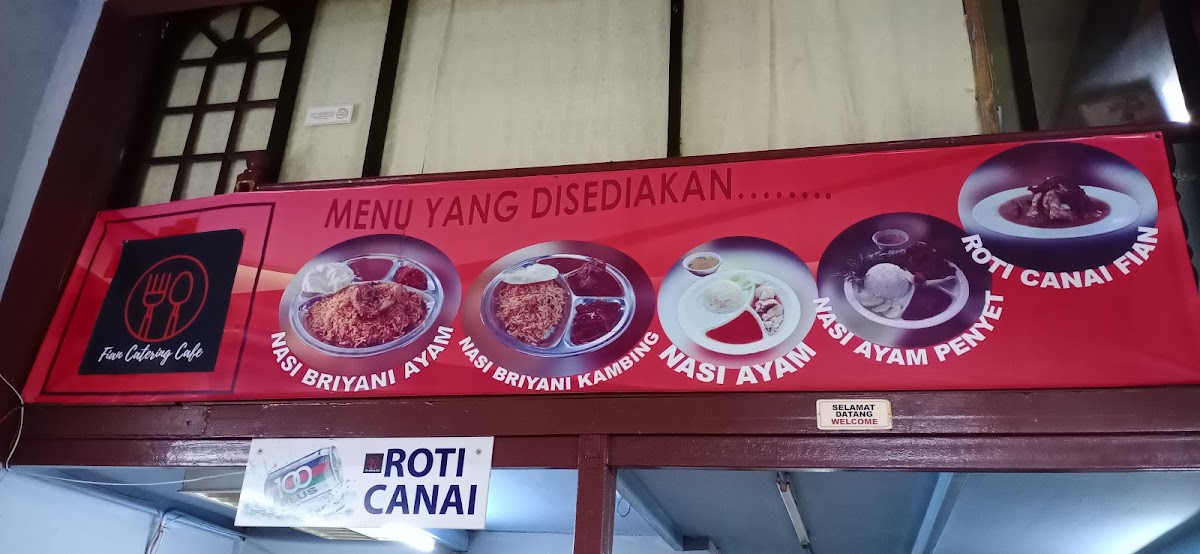 MENU YANG DISEDIAKAN........
Fian Catering Cafe
NASI BRIYANI AYAM
NASI BRIYANI KAMBING
NASI AYAM
NASI AYAM PENYET
ROTI CANAI FIAN
SELAMAT
DATANG
WELCOME
100
PLUS
ROTI
CANAI